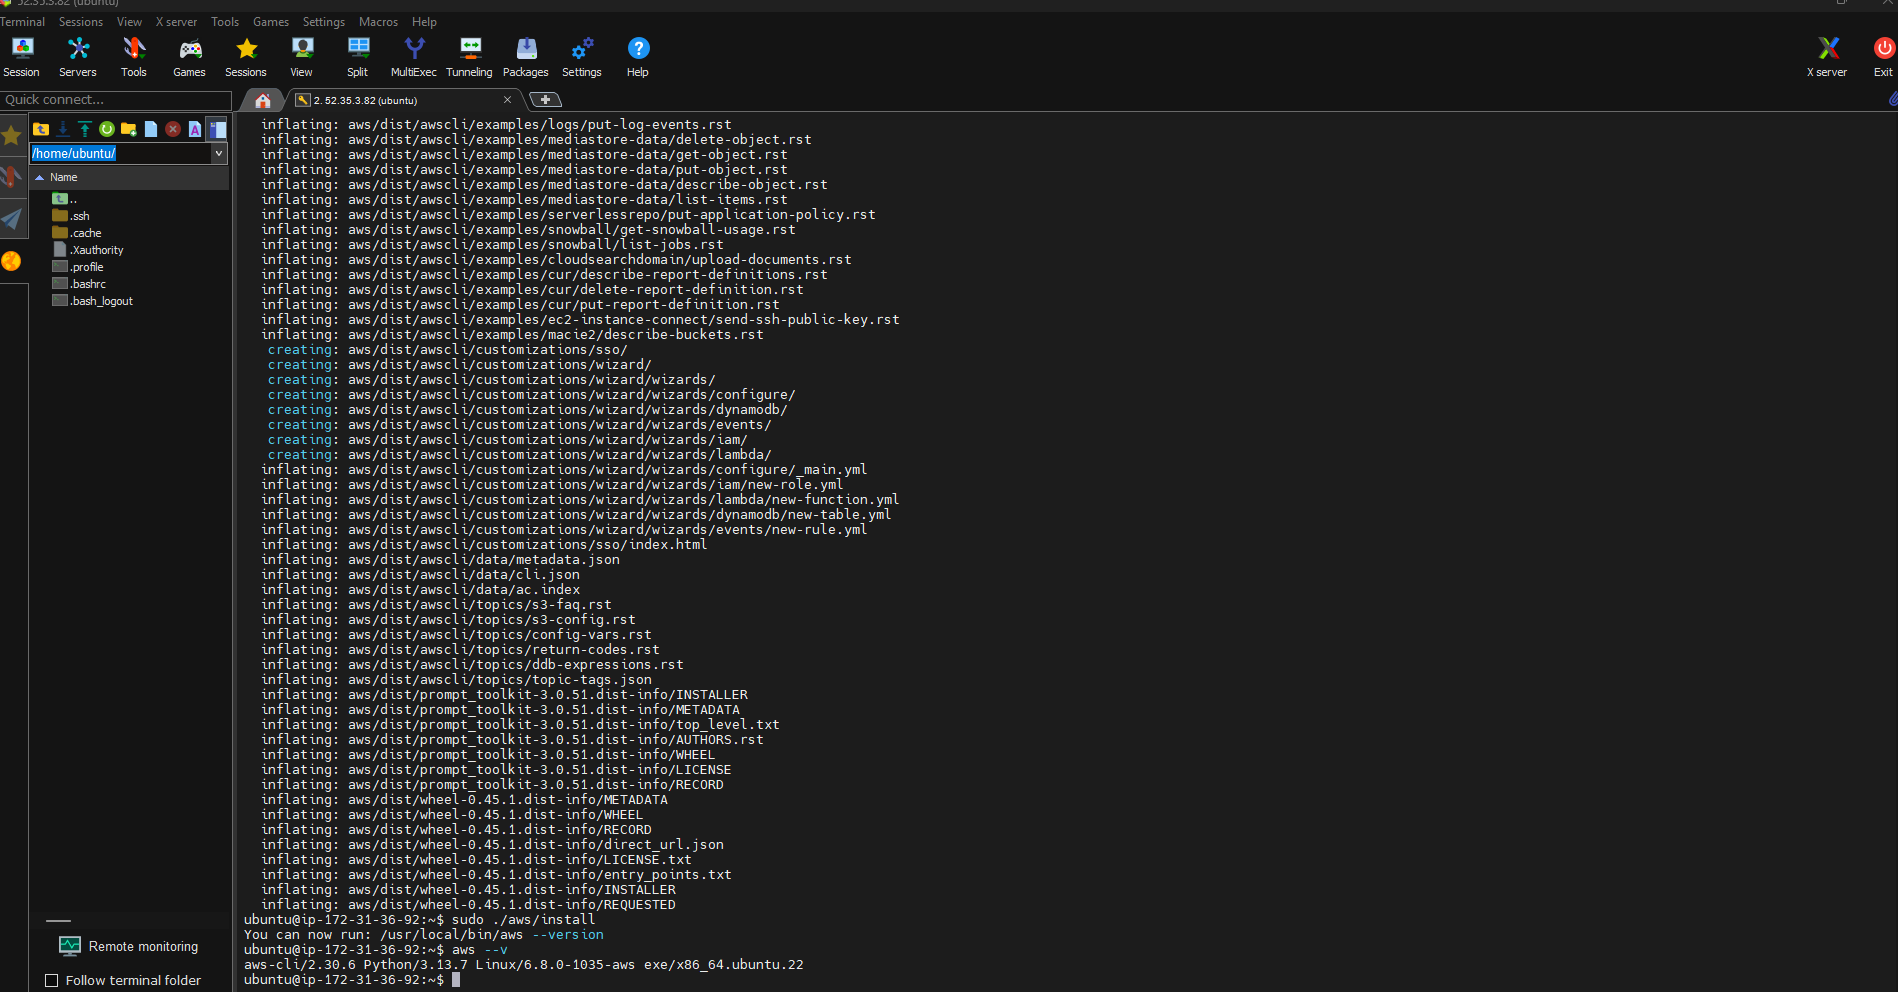 52.35.3.82 (ubuntu)
Terminal Sessions View X server Tools Games Settings Macros Help
Session Servers Tools Games Sessions View Split MultiExec Tunneling Packages Settings Help X server Exit
Quick connect...
2. 52.35.3.82 (ubuntu)
/home/ubuntu/
Name
..
.ssh
.cache
.Xauthority
.profile
.bashrc
.bash_logout
Remote monitoring
Follow terminal folder
inflating: aws/dist/awscli/examples/logs/put-log-events.rst
inflating: aws/dist/awscli/examples/mediastore-data/delete-object.rst
inflating: aws/dist/awscli/examples/mediastore-data/get-object.rst
inflating: aws/dist/awscli/examples/mediastore-data/put-object.rst
inflating: aws/dist/awscli/examples/mediastore-data/describe-object.rst
inflating: aws/dist/awscli/examples/mediastore-data/list-items.rst
inflating: aws/dist/awscli/examples/serverlessrepo/put-application-policy.rst
inflating: aws/dist/awscli/examples/snowball/get-snowball-usage.rst
inflating: aws/dist/awscli/examples/snowball/list-jobs.rst
inflating: aws/dist/awscli/examples/cloudsearchdomain/upload-documents.rst
inflating: aws/dist/awscli/examples/cur/describe-report-definitions.rst
inflating: aws/dist/awscli/examples/cur/delete-report-definition.rst
inflating: aws/dist/awscli/examples/cur/put-report-definition.rst
inflating: aws/dist/awscli/examples/ec2-instance-connect/send-ssh-public-key.rst
inflating: aws/dist/awscli/examples/macie2/describe-buckets.rst
creating: aws/dist/awscli/customizations/sso/
creating: aws/dist/awscli/customizations/wizard/
creating: aws/dist/awscli/customizations/wizard/wizards/
creating: aws/dist/awscli/customizations/wizard/wizards/configure/
creating: aws/dist/awscli/customizations/wizard/wizards/dynamodb/
creating: aws/dist/awscli/customizations/wizard/wizards/events/
creating: aws/dist/awscli/customizations/wizard/wizards/iam/
creating: aws/dist/awscli/customizations/wizard/wizards/lambda/
inflating: aws/dist/awscli/customizations/wizard/wizards/configure/_main.yml
inflating: aws/dist/awscli/customizations/wizard/wizards/iam/new-role.yml
inflating: aws/dist/awscli/customizations/wizard/wizards/lambda/new-function.yml
inflating: aws/dist/awscli/customizations/wizard/wizards/dynamodb/new-table.yml
inflating: aws/dist/awscli/customizations/wizard/wizards/events/new-rule.yml
inflating: aws/dist/awscli/customizations/sso/index.html
inflating: aws/dist/awscli/data/metadata.json
inflating: aws/dist/awscli/data/cli.json
inflating: aws/dist/awscli/data/ac.index
inflating: aws/dist/awscli/topics/s3-faq.rst
inflating: aws/dist/awscli/topics/s3-config.rst
inflating: aws/dist/awscli/topics/config-vars.rst
inflating: aws/dist/awscli/topics/return-codes.rst
inflating: aws/dist/awscli/topics/ddb-expressions.rst
inflating: aws/dist/awscli/topics/topic-tags.json
inflating: aws/dist/prompt_toolkit-3.0.51.dist-info/INSTALLER
inflating: aws/dist/prompt_toolkit-3.0.51.dist-info/METADATA
inflating: aws/dist/prompt_toolkit-3.0.51.dist-info/top_level.txt
inflating: aws/dist/prompt_toolkit-3.0.51.dist-info/AUTHORS.rst
inflating: aws/dist/prompt_toolkit-3.0.51.dist-info/WHEEL
inflating: aws/dist/prompt_toolkit-3.0.51.dist-info/LICENSE
inflating: aws/dist/prompt_toolkit-3.0.51.dist-info/RECORD
inflating: aws/dist/wheel-0.45.1.dist-info/METADATA
inflating: aws/dist/wheel-0.45.1.dist-info/WHEEL
inflating: aws/dist/wheel-0.45.1.dist-info/RECORD
inflating: aws/dist/wheel-0.45.1.dist-info/direct_url.json
inflating: aws/dist/wheel-0.45.1.dist-info/LICENSE.txt
inflating: aws/dist/wheel-0.45.1.dist-info/entry_points.txt
inflating: aws/dist/wheel-0.45.1.dist-info/INSTALLER
inflating: aws/dist/wheel-0.45.1.dist-info/REQUESTED
ubuntu@ip-172-31-36-92:~$ sudo ./aws/install
You can now run: /usr/local/bin/aws --version
ubuntu@ip-172-31-36-92:~$ aws --v
aws-cli/2.30.6 Python/3.13.7 Linux/6.8.0-1035-aws exe/x86_64.ubuntu.22
ubuntu@ip-172-31-36-92:~$